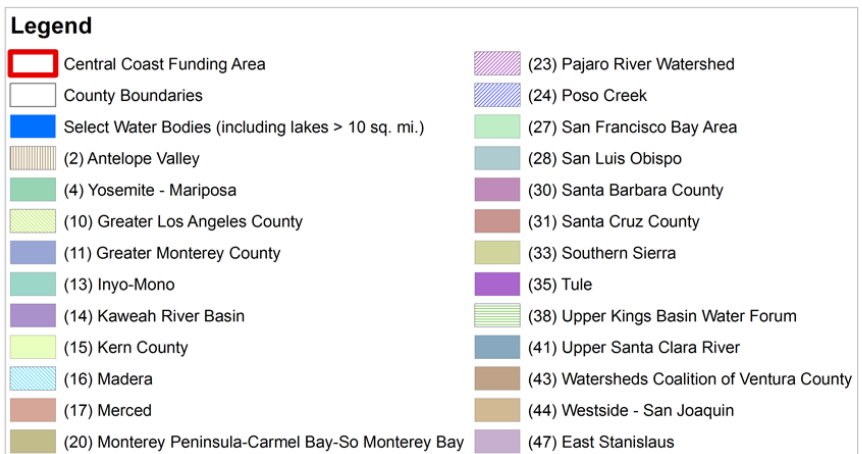 Legend
Central Coast Funding Area
County Boundaries
Select Water Bodies (including lakes > 10 sq. mi.)
(2) Antelope Valley
(4) Yosemite - Mariposa
(10) Greater Los Angeles County
(11) Greater Monterey County
(13) Inyo-Mono
(14) Kaweah River Basin
(15) Kern County
(16) Madera
(17) Merced
(20) Monterey Peninsula-Carmel Bay-So Monterey Bay
(23) Pajaro River Watershed
(24) Poso Creek
(27) San Francisco Bay Area
(28) San Luis Obispo
(30) Santa Barbara County
(31) Santa Cruz County
(33) Southern Sierra
(35) Tule
(38) Upper Kings Basin Water Forum
(41) Upper Santa Clara River
(43) Watersheds Coalition of Ventura County
(44) Westside - San Joaquin
(47) East Stanislaus